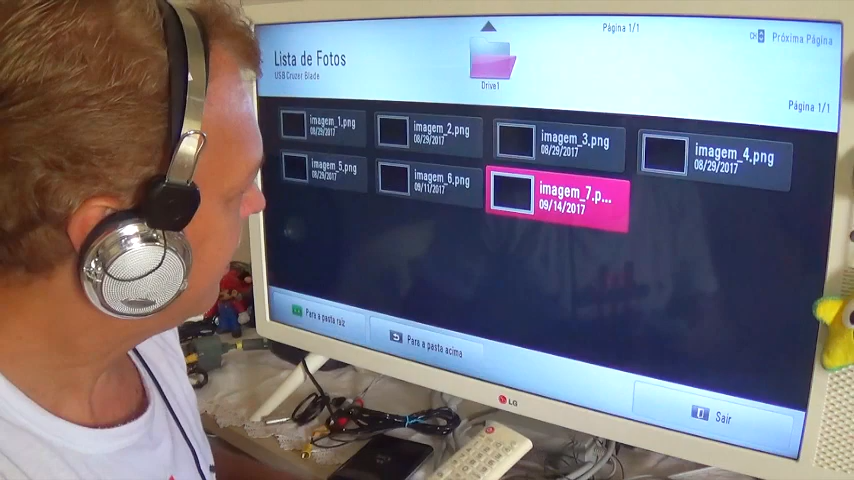 Página 1/1
Próxima Página
Lista de Fotos
USB Cruzer Blade
Drive1
Página 1/1
imagem_1.png
08/29/2017
imagem_2.png
08/29/2017
imagem_3.png
08/29/2017
imagem_4.png
08/29/2017
imagem_5.png
08/29/2017
imagem_6.png
09/11/2017
imagem_7.p...
09/14/2017
Para a pasta raiz
Para a pasta acima
Sair
LG